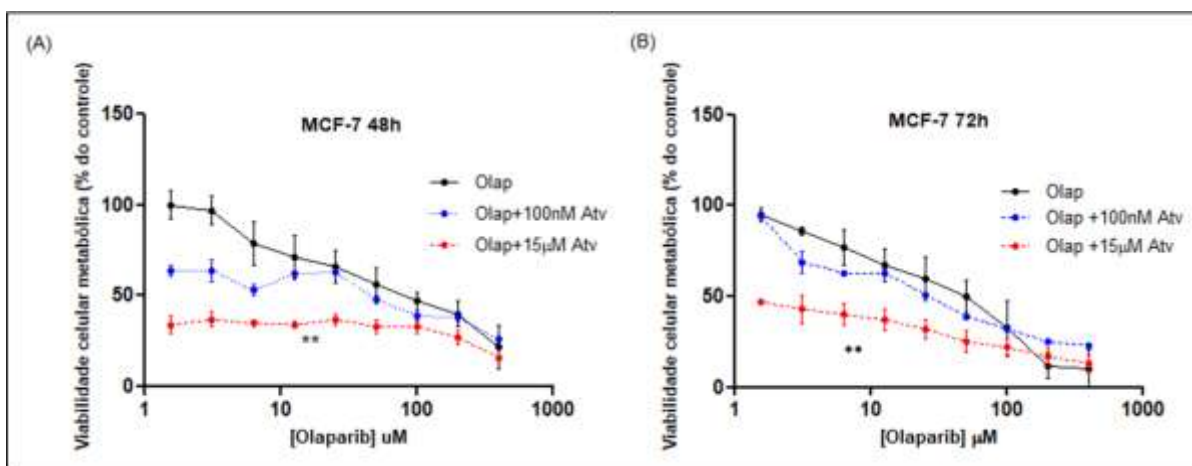 (A)
Viabilidade celular metabólica (% do controle)
MCF-7 48h
150
100
50
0
Olap
Olap+100nM Atv
Olap+15µM Atv
**
1
10
100
1000
[Olaparib] uM
(B)
Viabilidade celular metabólica (% do controle)
MCF-7 72h
150
100
50
0
Olap
Olap +100nM Atv
Olap +15µM Atv
**
1
10
100
1000
[Olaparib] µM